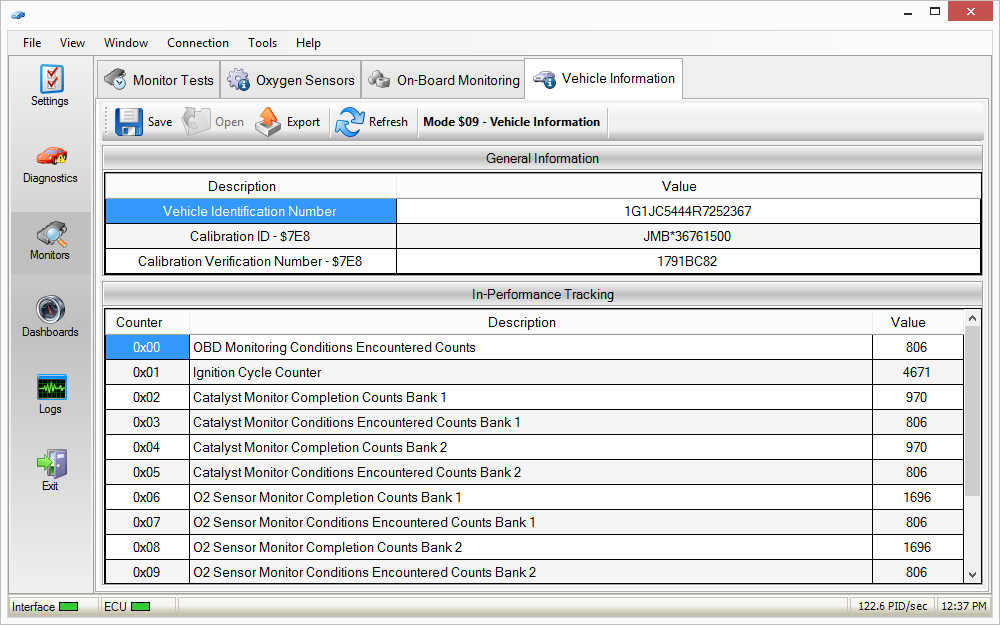 File View Window Connection Tools Help
Settings
Diagnostics
Monitors
Dashboards
Logs
Exit
Monitor Tests Oxygen Sensors On-Board Monitoring Vehicle Information
Save Open Export Refresh Mode $09 - Vehicle Information
General Information
Description Value
Vehicle Identification Number 1G1JC5444R7252367
Calibration ID - $7E8 JMB*36761500
Calibration Verification Number - $7E8 1791BC82
In-Performance Tracking
Counter Description Value
0x00 OBD Monitoring Conditions Encountered Counts 806
0x01 Ignition Cycle Counter 4671
0x02 Catalyst Monitor Completion Counts Bank 1 970
0x03 Catalyst Monitor Conditions Encountered Counts Bank 1 806
0x04 Catalyst Monitor Completion Counts Bank 2 970
0x05 Catalyst Monitor Conditions Encountered Counts Bank 2 806
0x06 O2 Sensor Monitor Completion Counts Bank 1 1696
0x07 O2 Sensor Monitor Conditions Encountered Counts Bank 1 806
0x08 O2 Sensor Monitor Completion Counts Bank 2 1696
0x09 O2 Sensor Monitor Conditions Encountered Counts Bank 2 806
Interface ECU 122.6 PID/sec 12:37 PM